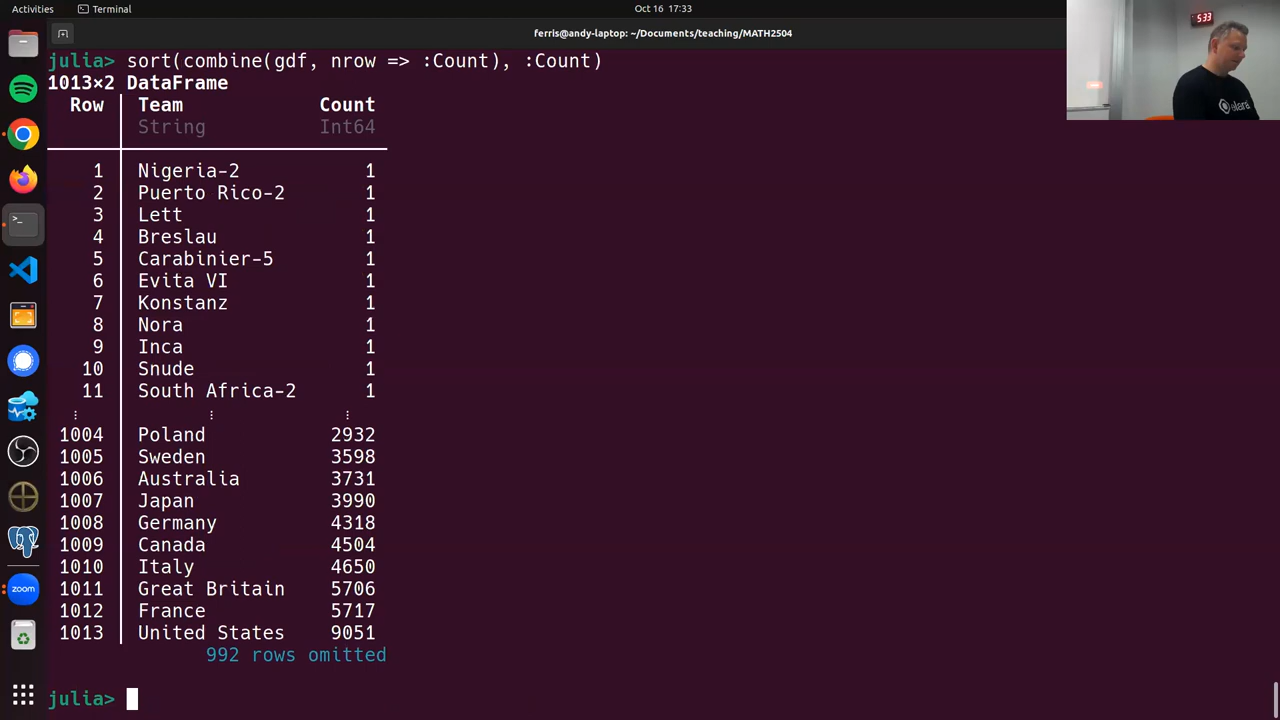 Activities
Terminal
Oct 16 17:33
ferris@andy-laptop: ~/Documents/teaching/MATH2504
5:33
julia> sort(combine(gdf, nrow => :Count), :Count)
1013×2 DataFrame
Row Team Count
String Int64
1 Nigeria-2 1
2 Puerto Rico-2 1
3 Lett 1
4 Breslau 1
5 Carabinier-5 1
6 Evita VI 1
7 Konstanz 1
8 Nora 1
9 Inca 1
10 Snude 1
11 South Africa-2 1
⋮ ⋮ ⋮
1004 Poland 2932
1005 Sweden 3598
1006 Australia 3731
1007 Japan 3990
1008 Germany 4318
1009 Canada 4504
1010 Italy 4650
1011 Great Britain 5706
1012 France 5717
1013 United States 9051
992 rows omitted
julia>
zoom